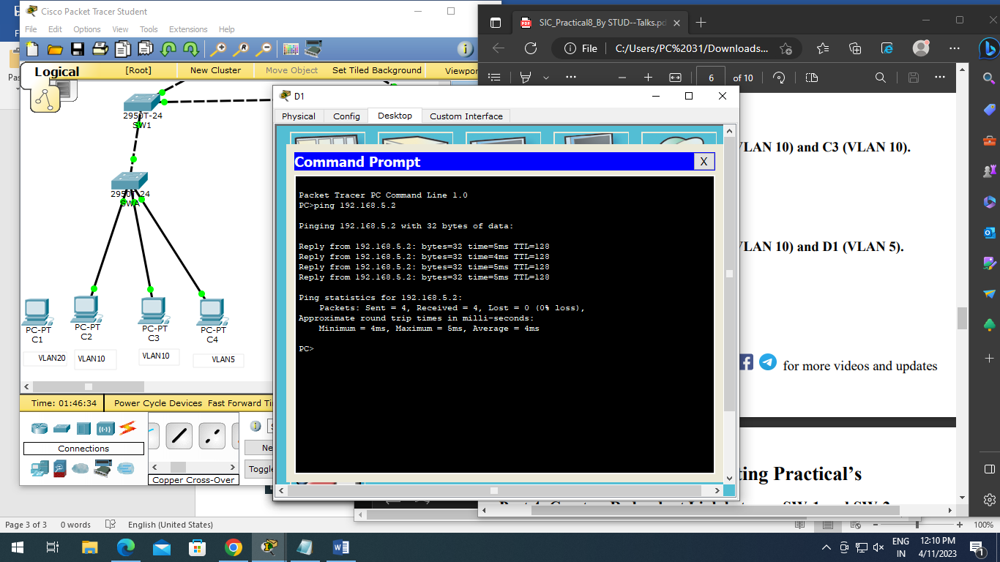 Cisco Packet Tracer Student
File Edit Options View Tools Extensions Help
Logical [Root] New Cluster Move Object Set Tiled Background Viewpor
2950T-24
SW1
2950T-24
SWA
PC-PT
C1
PC-PT
C2
PC-PT
C3
PC-PT
C4
VLAN20
VLAN10
VLAN10
VLAN5
Time: 01:46:34 Power Cycle Devices Fast Forward Ti
Connections
Copper Cross-Over
Ne
Toggle
D1
Physical Config Desktop Custom Interface
Command Prompt X
Packet Tracer PC Command Line 1.0
PC>ping 192.168.5.2
Pinging 192.168.5.2 with 32 bytes of data:
Reply from 192.168.5.2: bytes=32 time=5ms TTL=128
Reply from 192.168.5.2: bytes=32 time=4ms TTL=128
Reply from 192.168.5.2: bytes=32 time=5ms TTL=128
Reply from 192.168.5.2: bytes=32 time=5ms TTL=128
Ping statistics for 192.168.5.2:
Packets: Sent = 4, Received = 4, Lost = 0 (0% loss),
Approximate round trip times in milli-seconds:
Minimum = 4ms, Maximum = 5ms, Average = 4ms
PC>
SIC_Practical8_By STUD--Talks.pd
File C:/Users/PC%2031/Downloads...
6 of 10
VLAN 10) and C3 (VLAN 10).
VLAN 10) and D1 (VLAN 5).
for more videos and updates
ting Practical's
Page 3 of 3 0 words English (United States) 100%
ENG
IN
12:10 PM
4/11/2023
1